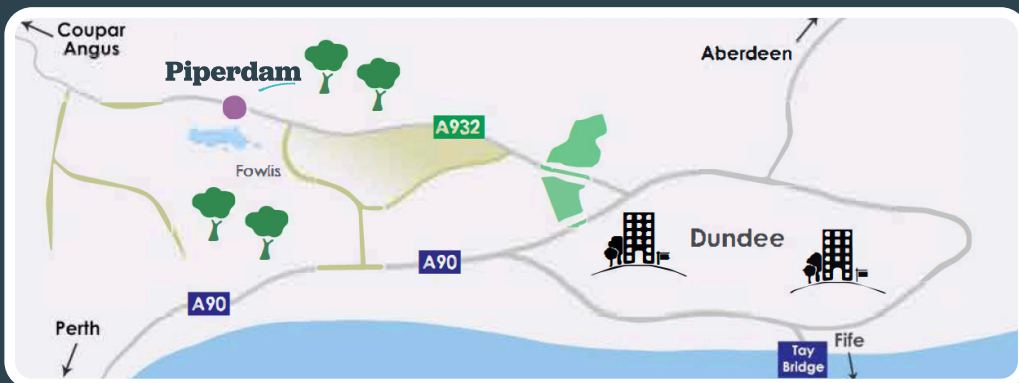 Coupar
Angus
Aberdeen
Piperdam
A932
Fowlis
Dundee
A90
A90
Perth
Tay
Bridge
Fife